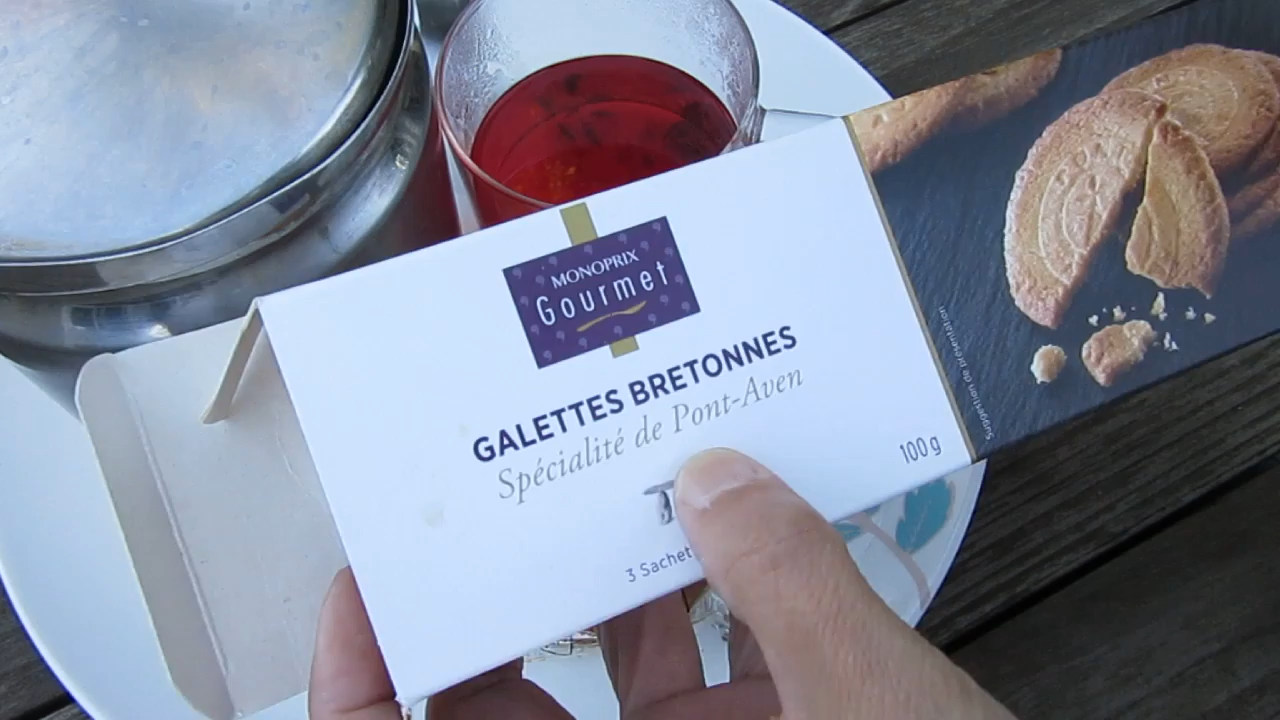 MONOPRIX
Gourmet
GALETTES BRETONNES
Spécialité de Pont-Aven
100 g
3 Sachet
Suggestion de présentation